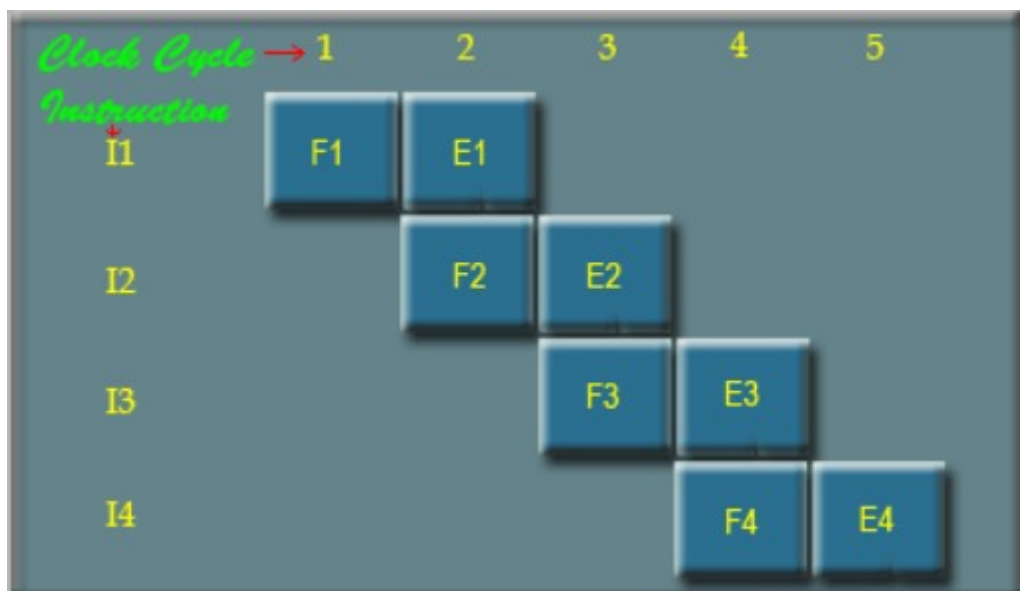 Clock Cycle → 1 2 3 4 5
Instruction
I1 F1 E1
I2 F2 E2
I3 F3 E3
I4 F4 E4